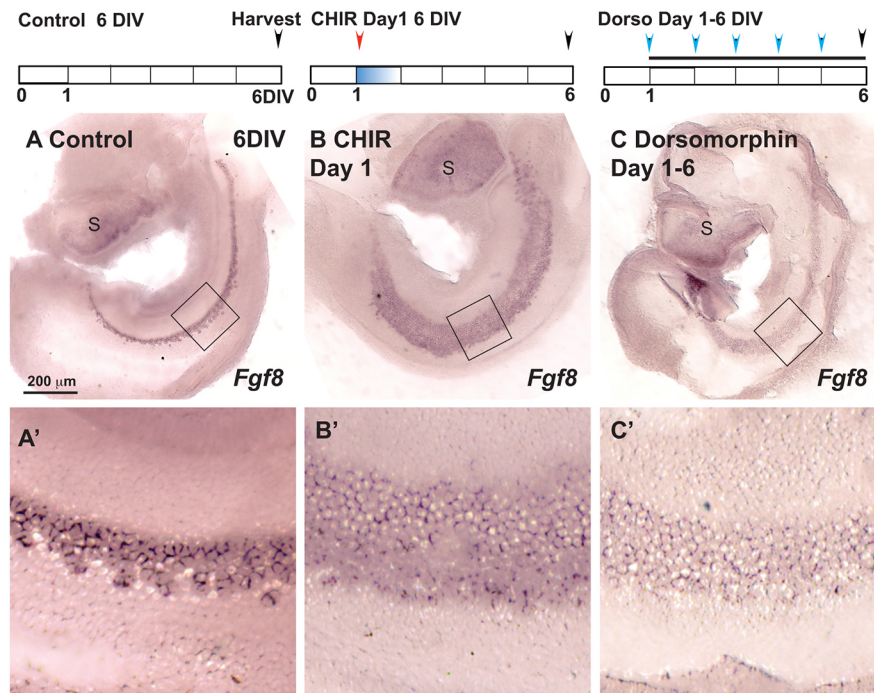 Control 6 DIV
Harvest
CHIR Day1 6 DIV
Dorso Day 1-6 DIV
0 1 6DIV
0 1 6
0 1 6
A Control 6DIV
S
200 µm
Fgf8
B CHIR
Day 1
S
Fgf8
C Dorsomorphin
Day 1-6
S
Fgf8
A’
B’
C’